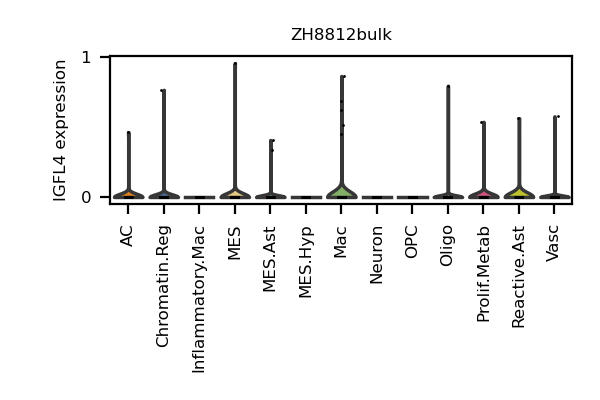 ZH8812bulk
IGFL4 expression
1
0
AC
Chromatin.Reg
Inflammatory.Mac
MES
MES.Ast
MES.Hyp
Mac
Neuron
OPC
Oligo
Prolif.Metab
Reactive.Ast
Vasc